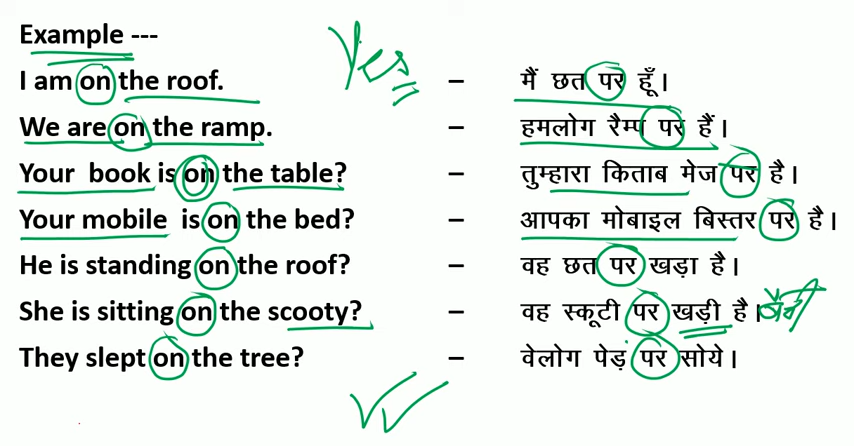 Example ---
Yes
I am on the roof. – मैं छत पर हूँ।
We are on the ramp. – हमलोग रैम्प पर हैं।
Your book is on the table? – तुम्हारा किताब मेज पर है।
Your mobile is on the bed? – आपका मोबाइल बिस्तर पर है।
He is standing on the roof? – वह छत पर खड़ा है।
She is sitting on the scooty? – वह स्कूटी पर खड़ी है।
They slept on the tree? – वेलोग पेड़ पर सोये।